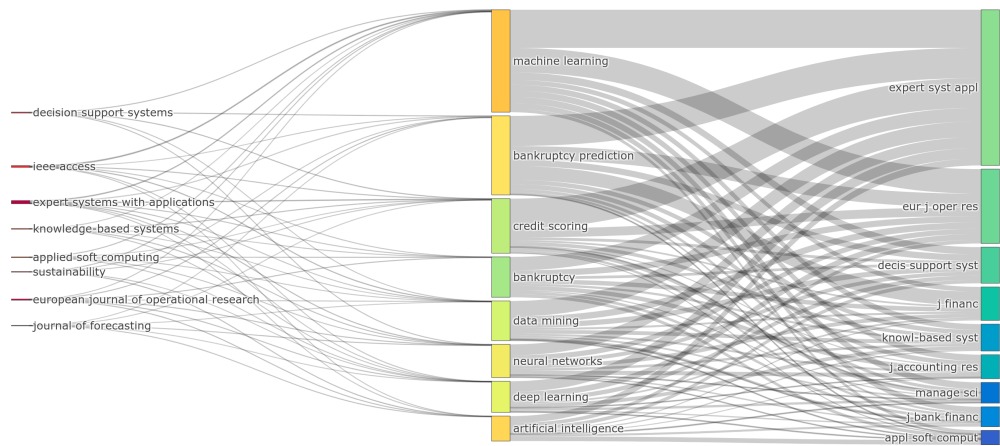 decision support systems
ieee access
expert systems with applications
knowledge-based systems
applied soft computing
sustainability
european journal of operational research
journal of forecasting
machine learning
bankruptcy prediction
credit scoring
bankruptcy
data mining
neural networks
deep learning
artificial intelligence
expert syst appl
eur j oper res
decis support syst
j financ
knowl-based syst
j accounting res
manage sci
j bank financ
appl soft comput